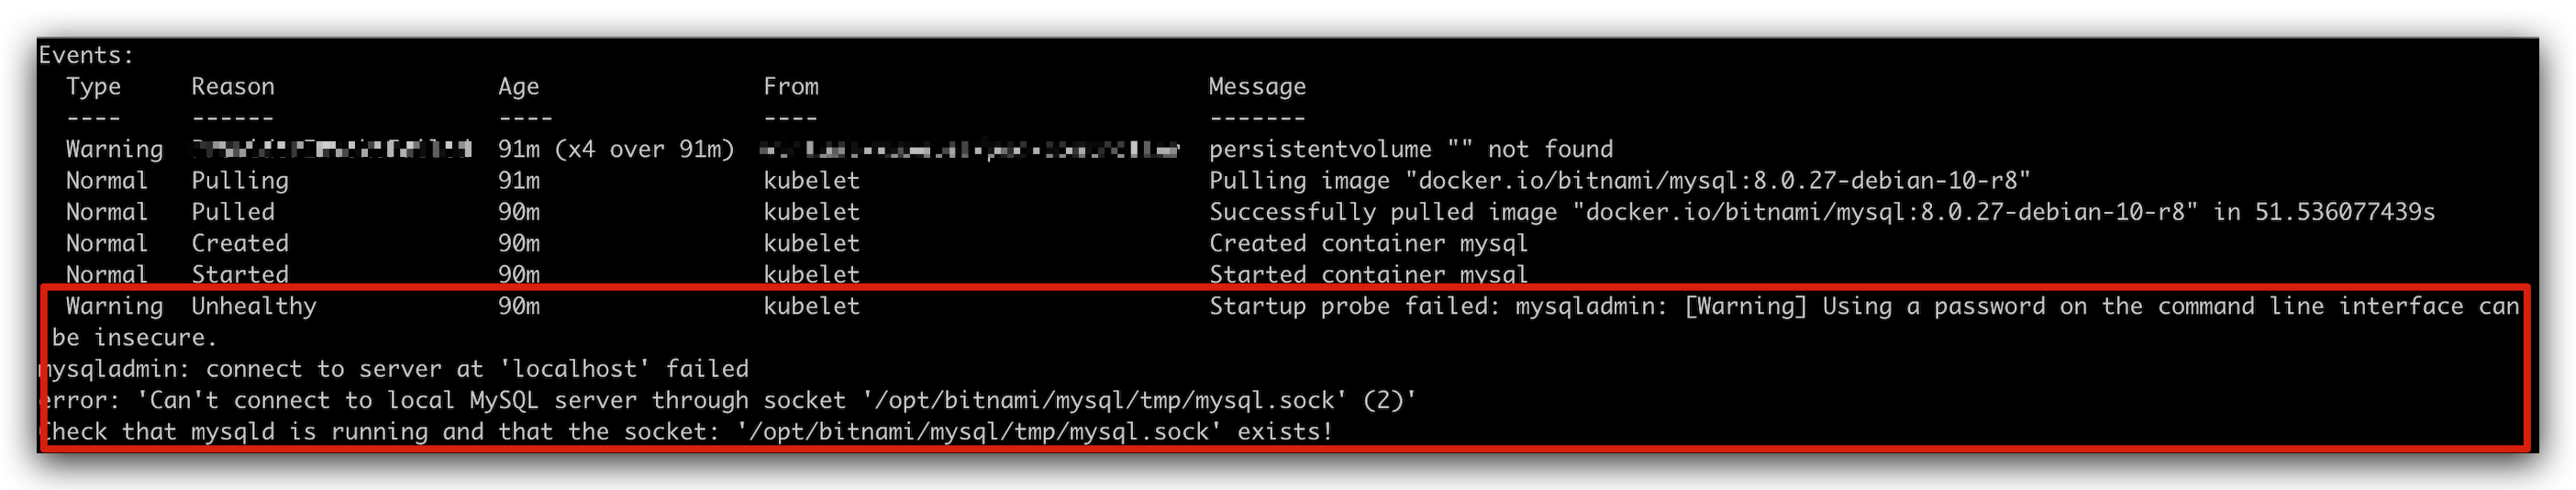 Events:
Type Reason Age From Message
---- ------ ---- ---- -------
Warning 91m (x4 over 91m) persistentvolume "" not found
Normal Pulling 91m kubelet Pulling image "docker.io/bitnami/mysql:8.0.27-debian-10-r8"
Normal Pulled 90m kubelet Successfully pulled image "docker.io/bitnami/mysql:8.0.27-debian-10-r8" in 51.536077439s
Normal Created 90m kubelet Created container mysql
Normal Started 90m kubelet Started container mysql
Warning Unhealthy 90m kubelet Startup probe failed: mysqladmin: [Warning] Using a password on the command line interface can
be insecure.
mysqladmin: connect to server at 'localhost' failed
error: 'Can't connect to local MySQL server through socket '/opt/bitnami/mysql/tmp/mysql.sock' (2)'
Check that mysqld is running and that the socket: '/opt/bitnami/mysql/tmp/mysql.sock' exists!